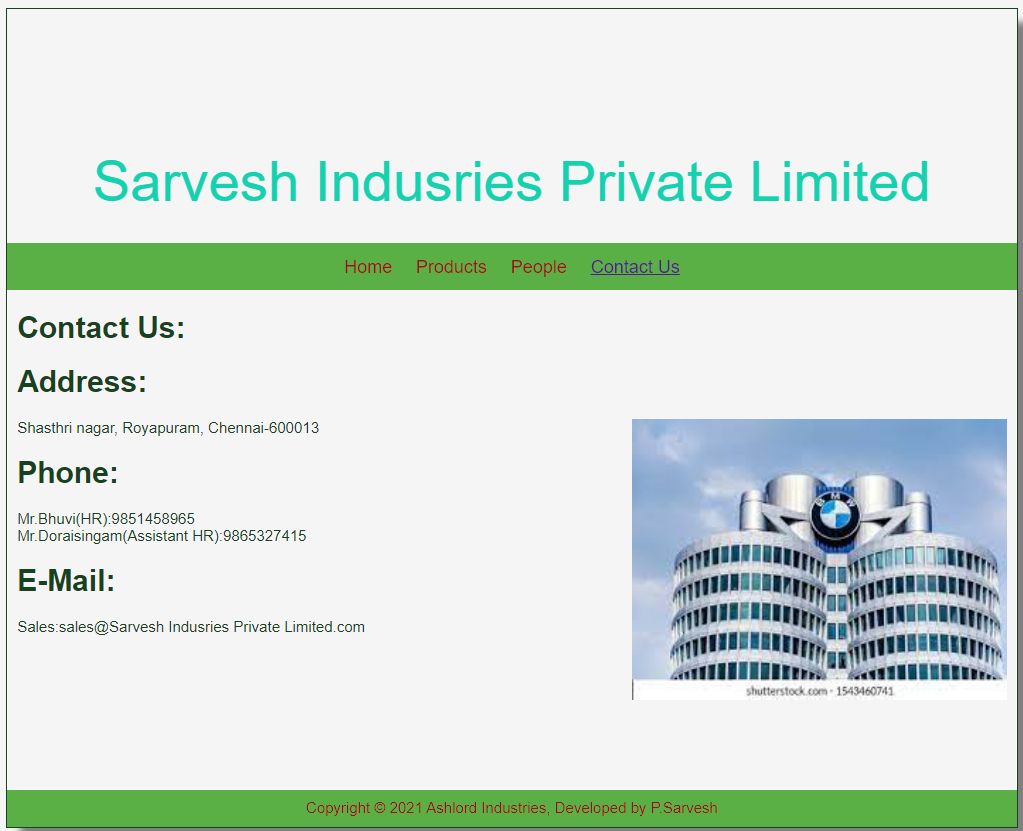 Sarvesh Indusries Private Limited
Home Products People Contact Us
Contact Us:
Address:
Shasthri nagar, Royapuram, Chennai-600013
Phone:
Mr.Bhuvi(HR):9851458965
Mr.Doraisingam(Assistant HR):9865327415
E-Mail:
Sales:sales@Sarvesh Indusries Private Limited.com
BMW
shutterstock.com · 1543460741
Copyright © 2021 Ashlord Industries, Developed by P.Sarvesh